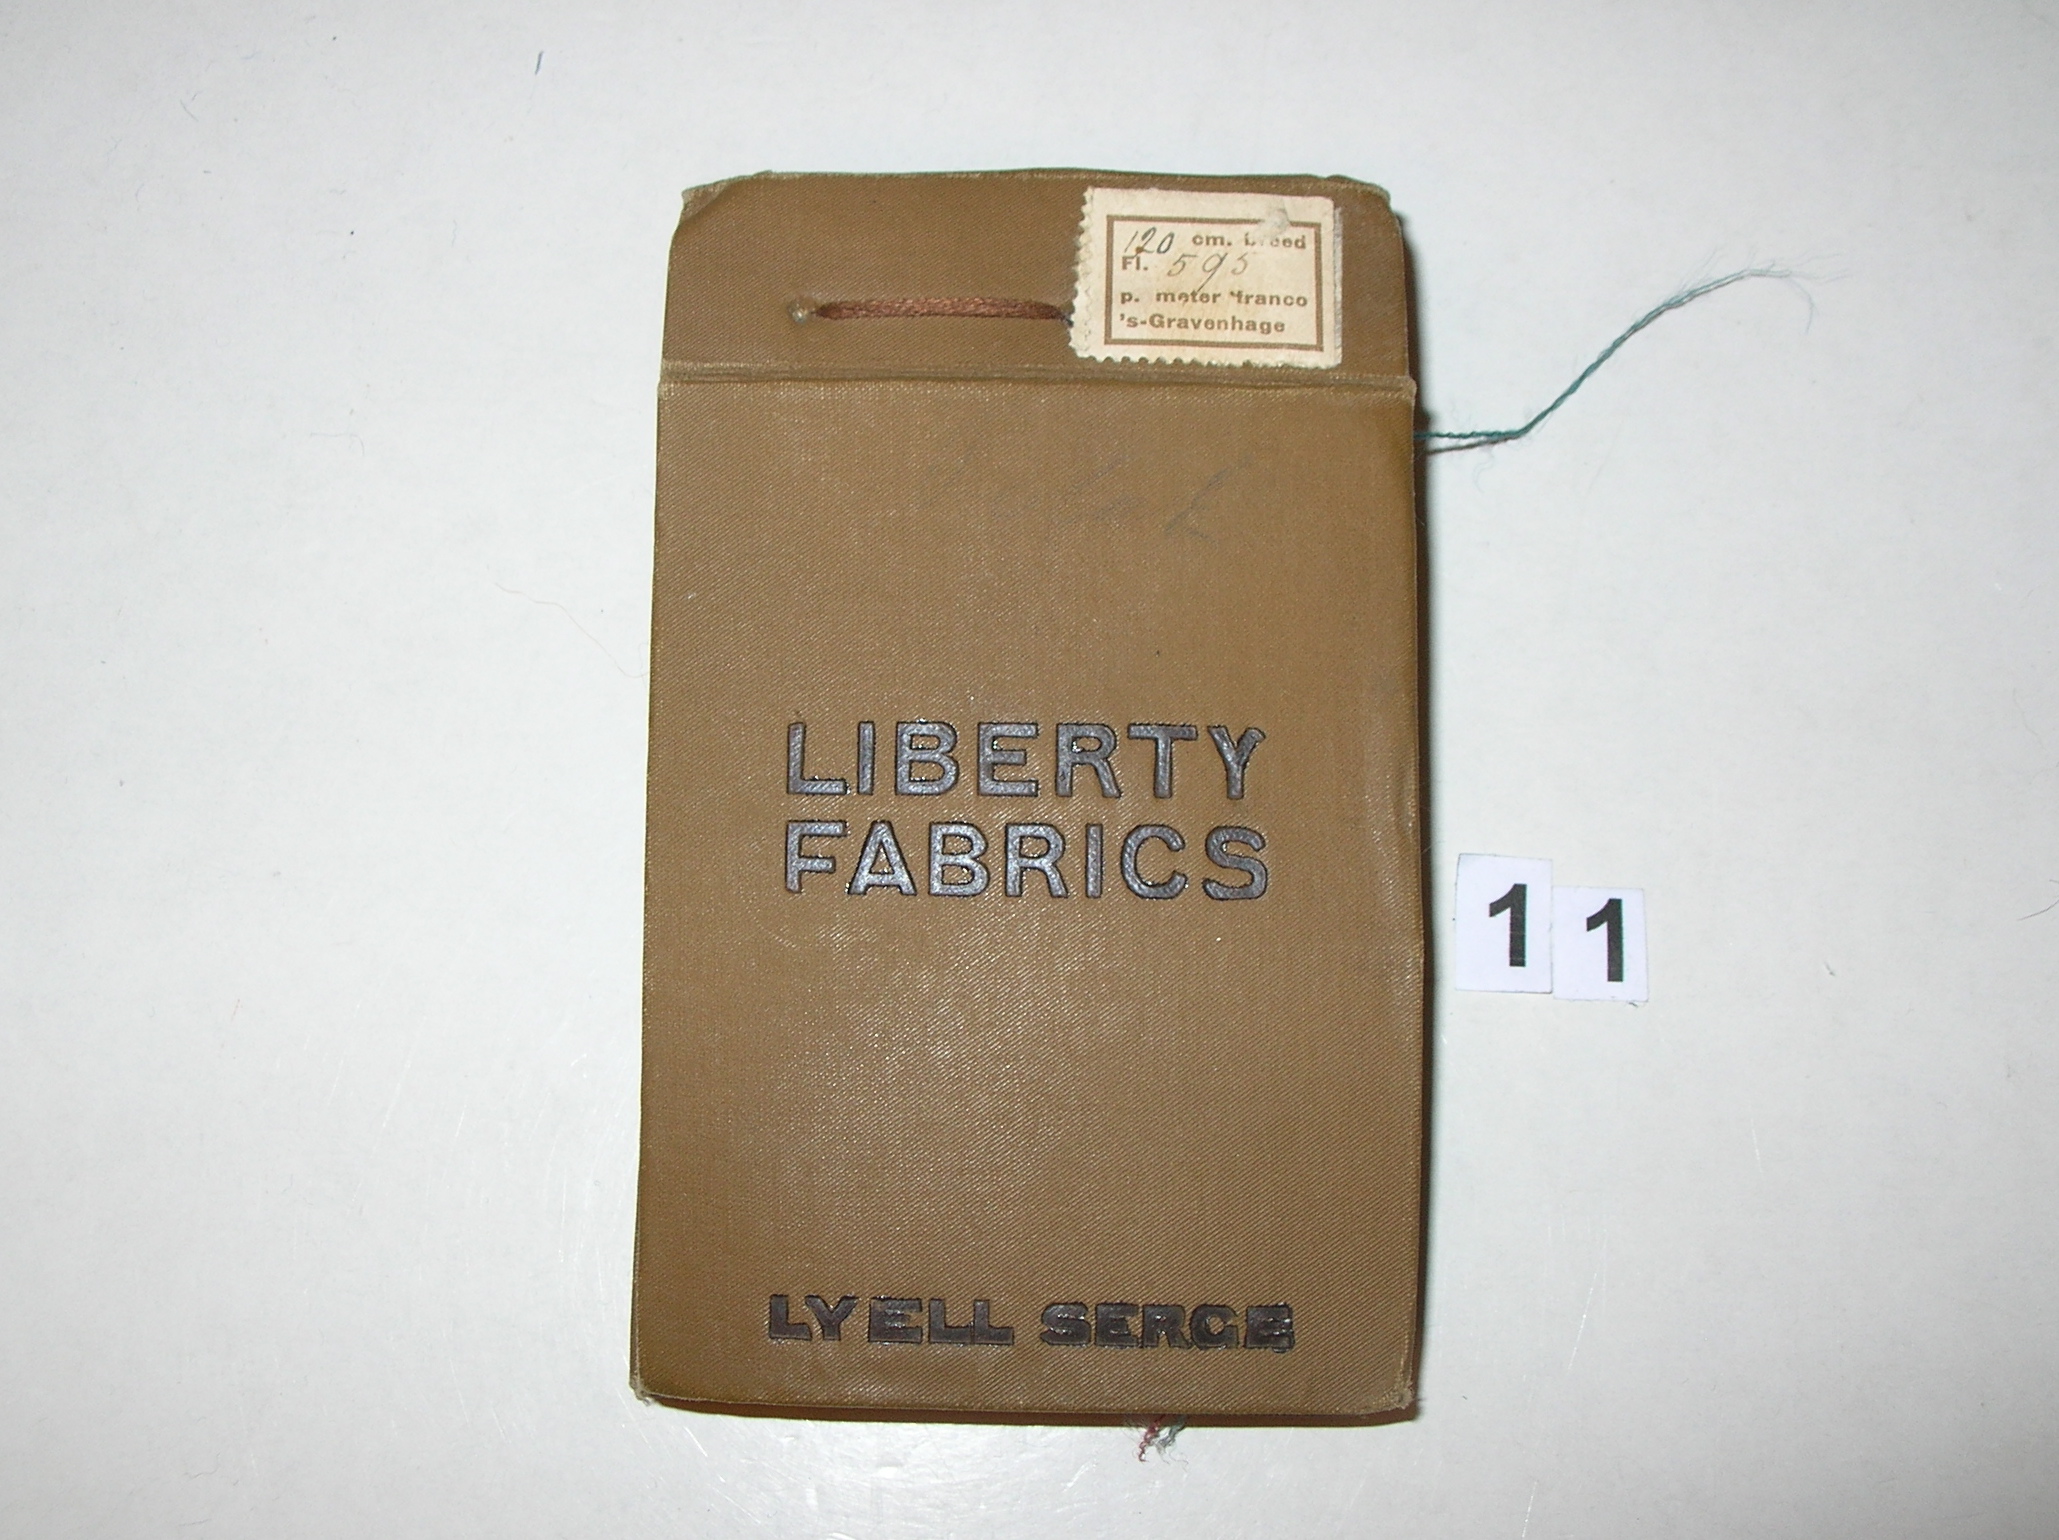 120 cm. breed
Fl. 595
p. meter franco
's-Gravenhage
LIBERTY
FABRICS
11
LYELL SERGE